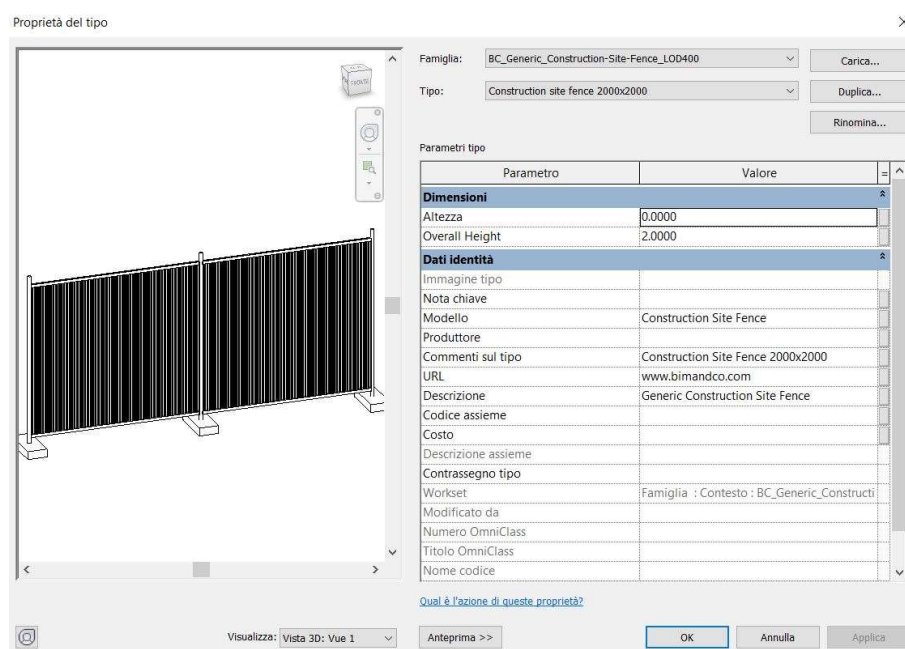 Proprietà del tipo
FRONTE
Famiglia: BC_Generic_Construction-Site-Fence_LOD400 Carica...
Tipo: Construction site fence 2000x2000 Duplica...
Rinomina...
Parametri tipo
Parametro Valore =
Dimensioni
Altezza 0.0000
Overall Height 2.0000
Dati identità
Immagine tipo
Nota chiave
Modello Construction Site Fence
Produttore
Commenti sul tipo Construction Site Fence 2000x2000
URL www.bimandco.com
Descrizione Generic Construction Site Fence
Codice assieme
Costo
Descrizione assieme
Contrassegno tipo
Workset Famiglia : Contesto : BC_Generic_Constructi
Modificato da
Numero OmniClass
Titolo OmniClass
Nome codice
Qual è l'azione di queste proprietà?
Visualizza: Vista 3D: Vue 1 Anteprima >> OK Annulla Applica